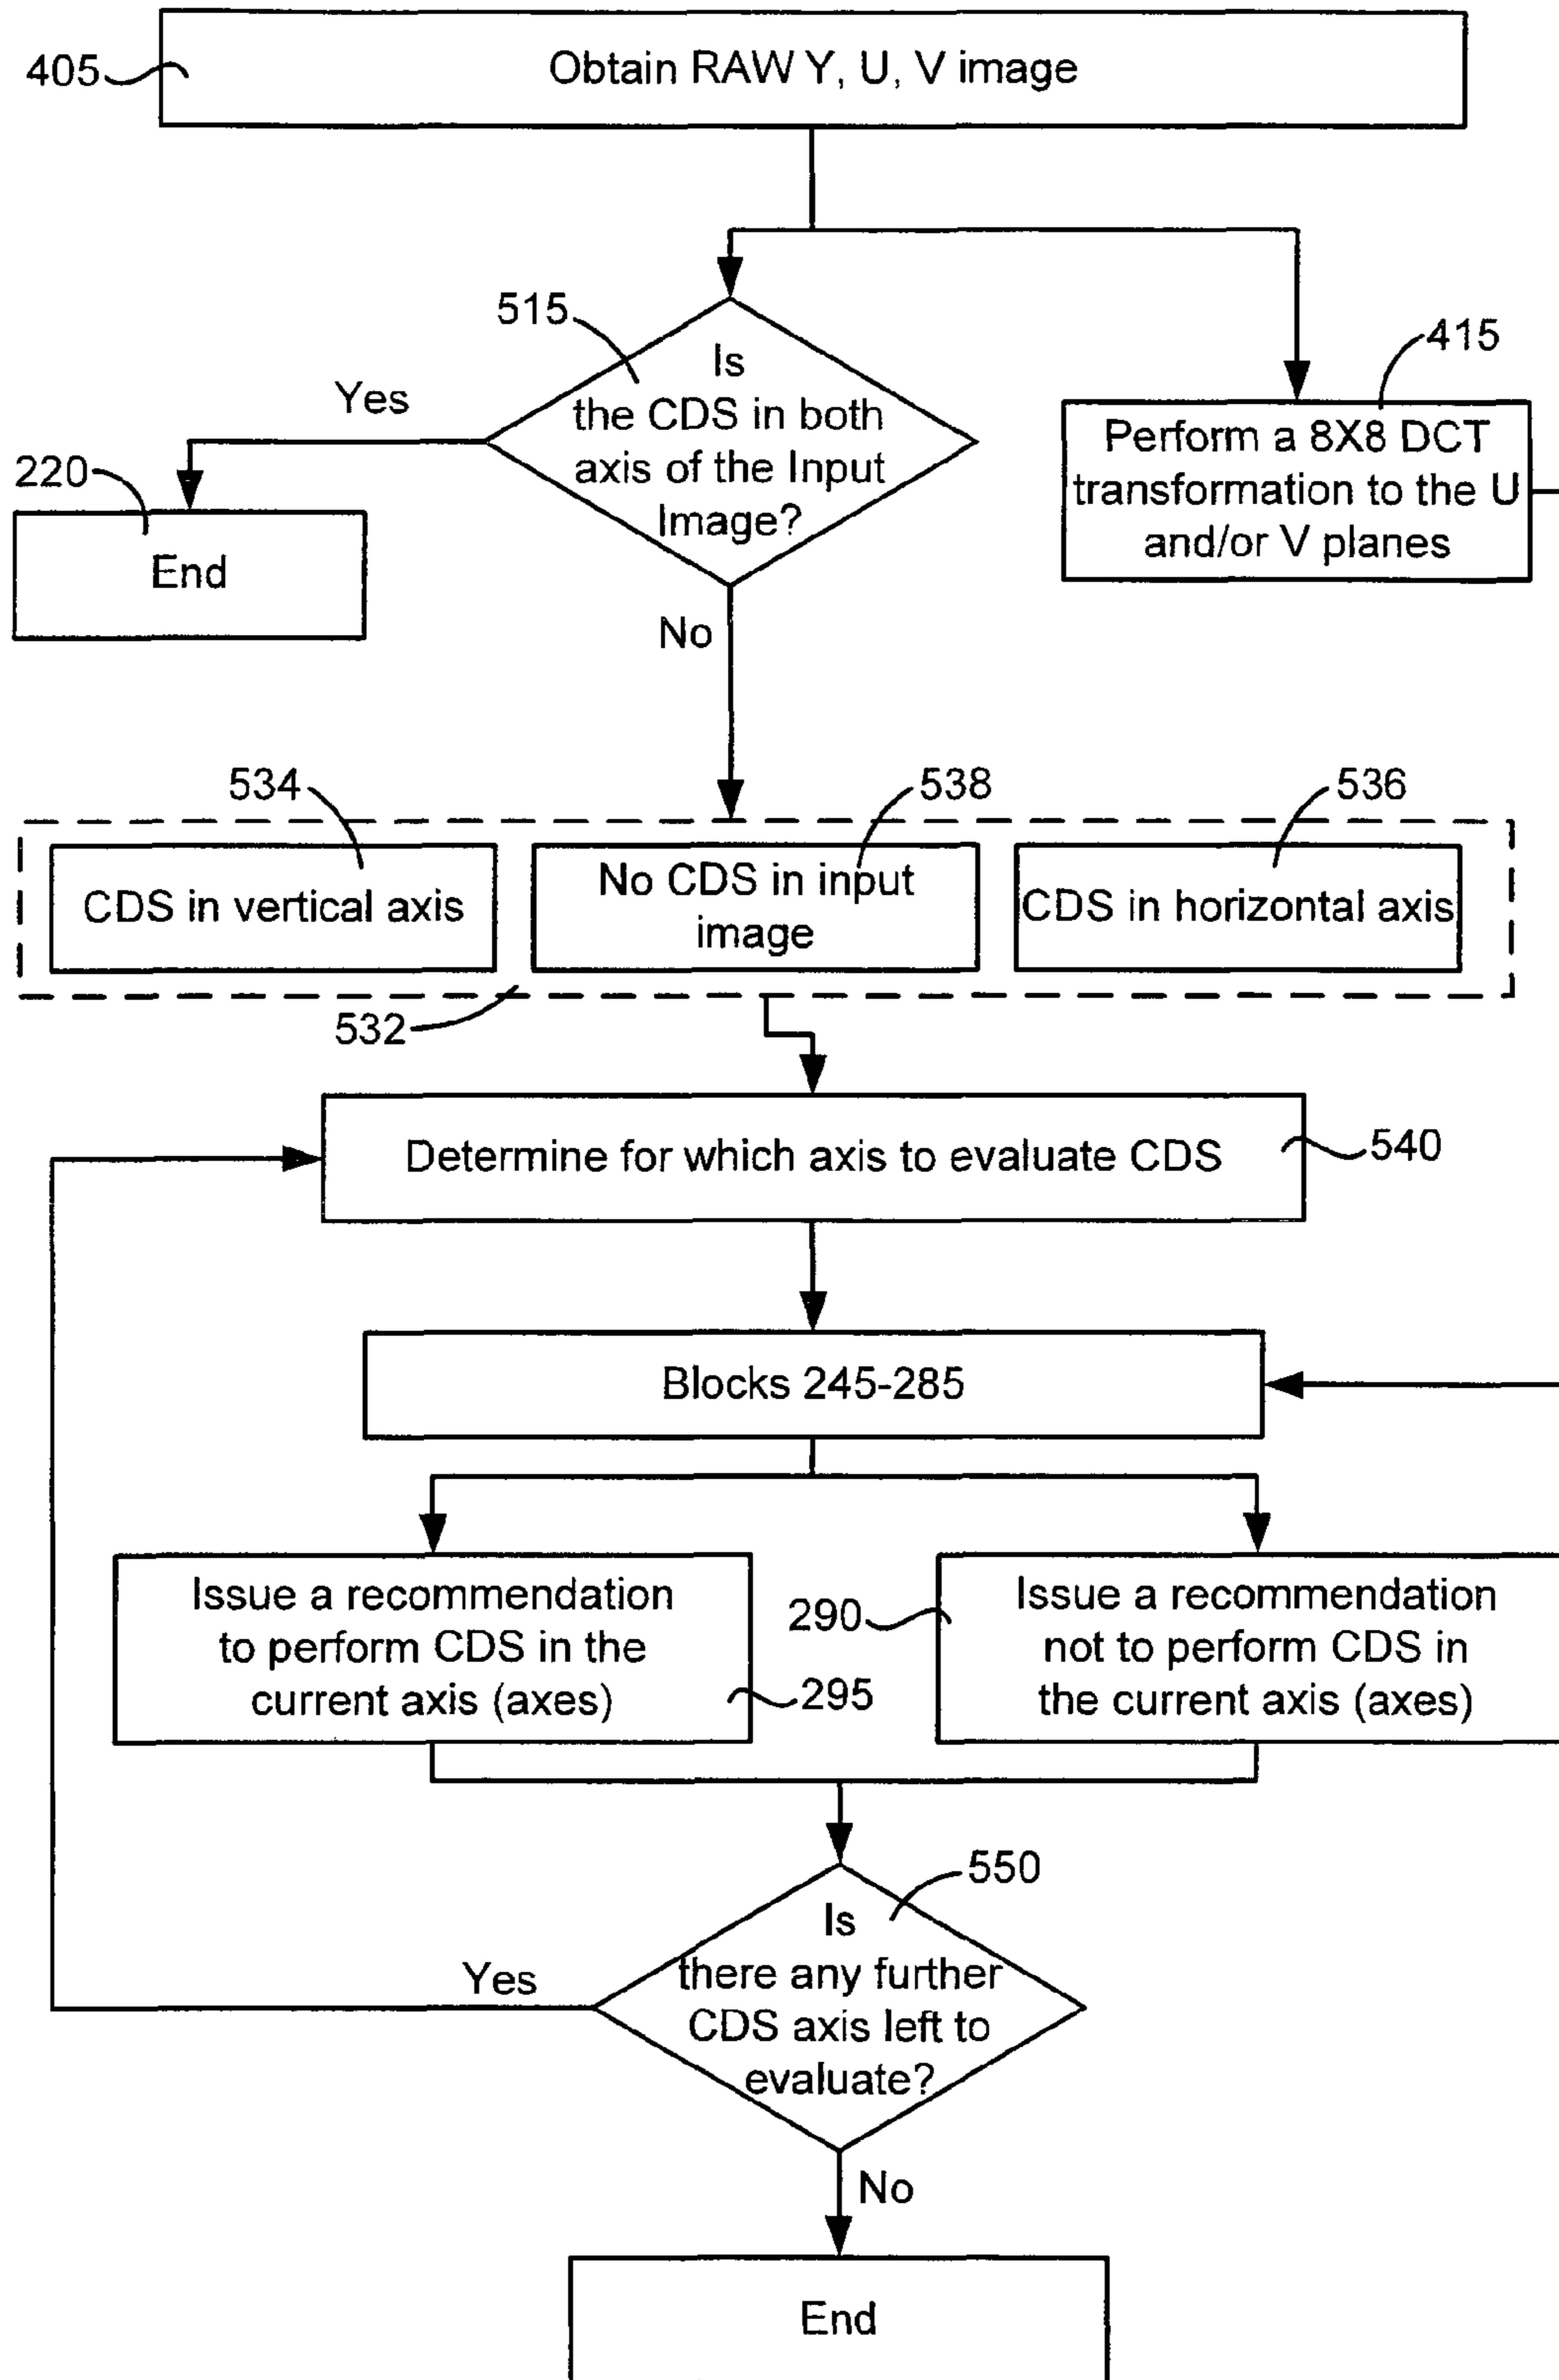 405
Obtain RAW Y, U, V image
515
Is
the CDS in both
axis of the Input
Image?
Yes
No
220
End
415
Perform a 8X8 DCT
transformation to the U
and/or V planes
534
538
536
CDS in vertical axis
No CDS in input
image
CDS in horizontal axis
532
Determine for which axis to evaluate CDS
540
Blocks 245-285
Issue a recommendation
to perform CDS in the
current axis (axes)
295
290
Issue a recommendation
not to perform CDS in
the current axis (axes)
550
Is
there any further
CDS axis left to
evaluate?
Yes
No
End